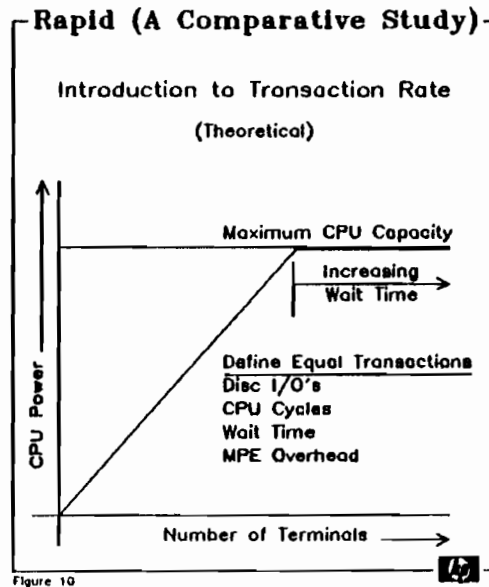 Rapid (A Comparative Study)
Introduction to Transaction Rate
(Theoretical)
Maximum CPU Capacity
Increasing
Wait Time
Define Equal Transactions
Disc I/O's
CPU Cycles
Wait Time
MPE Overhead
CPU Power
Number of Terminals
Figure 10
hp